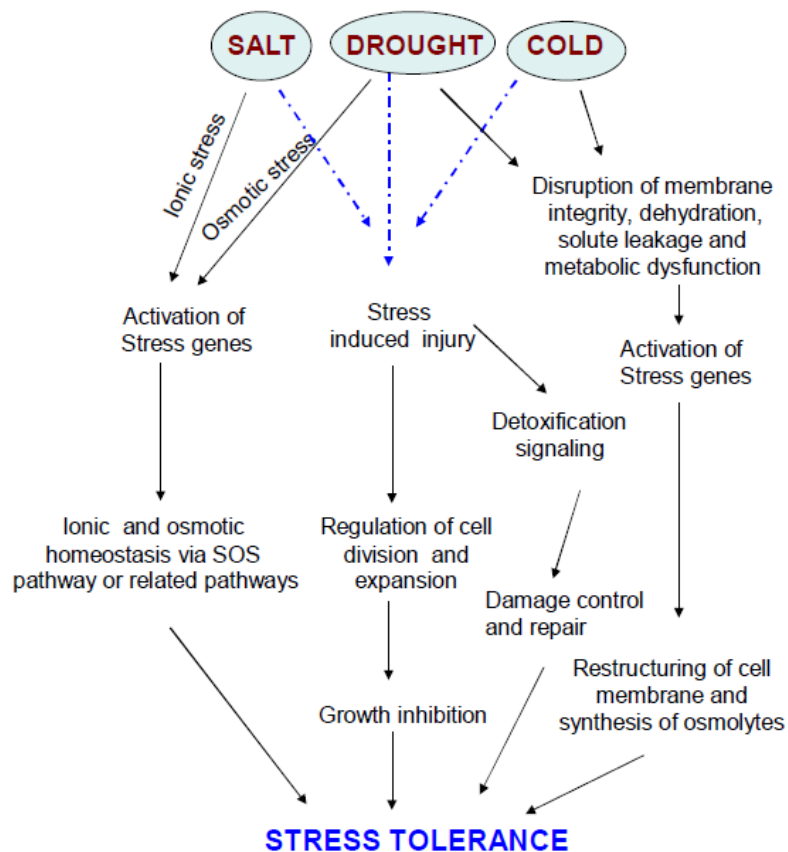 SALT
DROUGHT
COLD
Ionic stress
Osmotic stress
Disruption of membrane
integrity, dehydration,
solute leakage and
metabolic dysfunction
Activation of
Stress genes
Stress
induced injury
Activation of
Stress genes
Detoxification
signaling
Ionic and osmotic
homeostasis via SOS
pathway or related pathways
Regulation of cell
division and
expansion
Damage control
and repair
Restructuring of cell
membrane and
synthesis of osmolytes
Growth inhibition
STRESS TOLERANCE